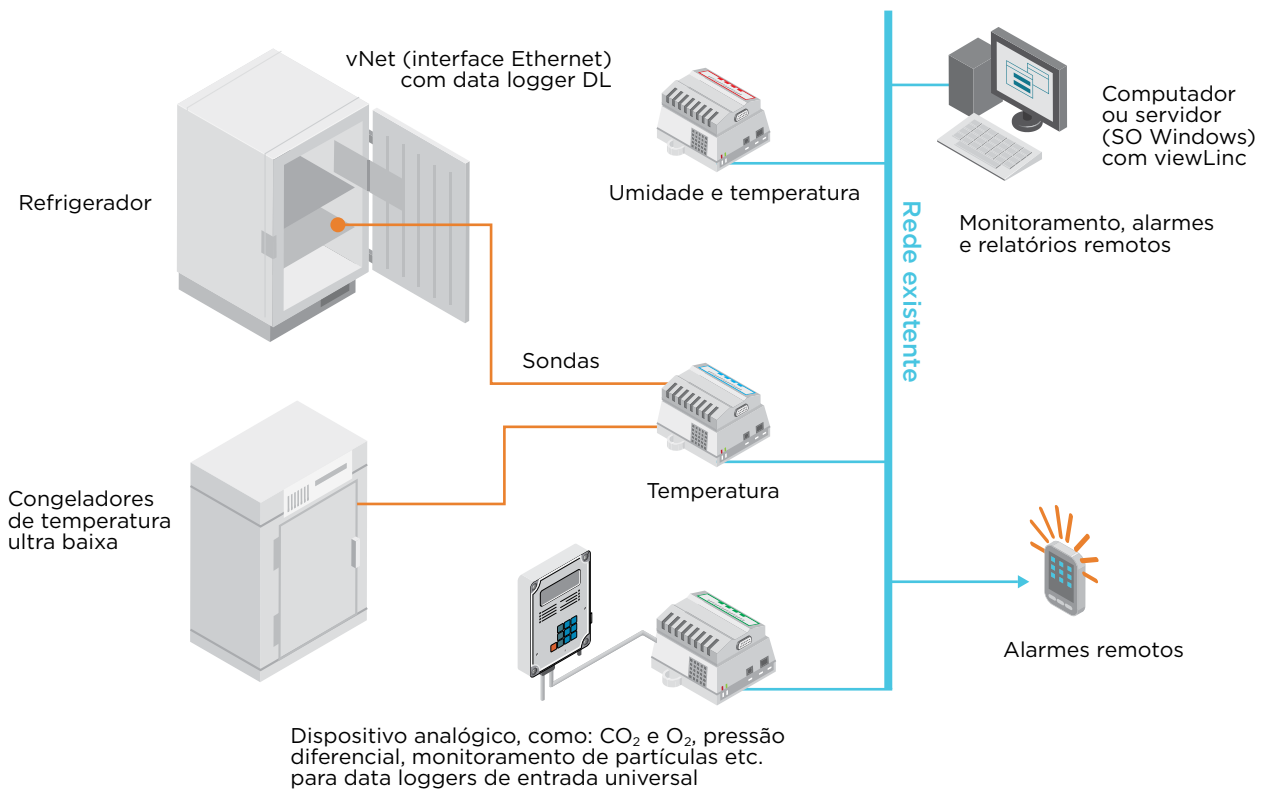 vNet (interface Ethernet)
com data logger DL
Refrigerador
Umidade e temperatura
Computador
ou servidor
(SO Windows)
com viewLinc
Monitoramento, alarmes
e relatórios remotos
Rede existente
Sondas
Temperatura
Congeladores
de temperatura
ultra baixa
Alarmes remotos
Dispositivo analógico, como: CO₂ e O₂, pressão
diferencial, monitoramento de partículas etc.
para data loggers de entrada universal